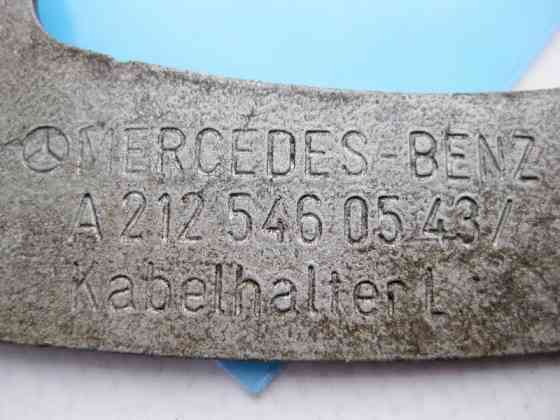 MERCEDES-BENZ
A 212 546 05 43/
Kabelhalter L